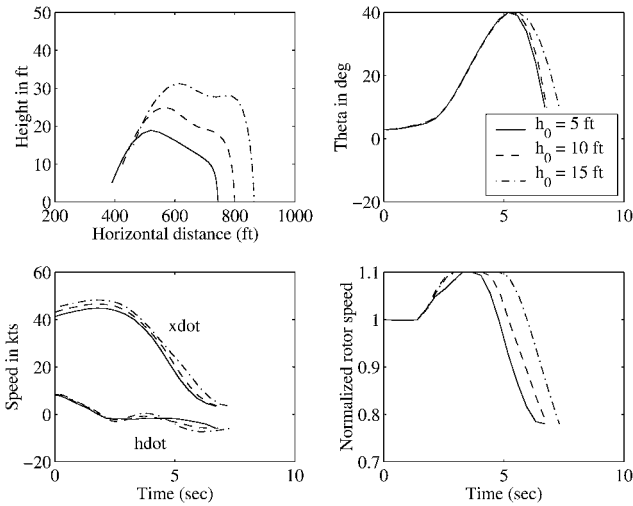 50
40
30
20
10
0
Height in ft
200 400 600 800 1000
Horizontal distance (ft)
40
20
0
−20
Theta in deg
h0 = 5 ft
h0 = 10 ft
h0 = 15 ft
0 5 10
60
40
20
0
−20
Speed in kts
xdot
hdot
0 5 10
Time (sec)
1.1
1
0.9
0.8
0.7
Normalized rotor speed
0 5 10
Time (sec)